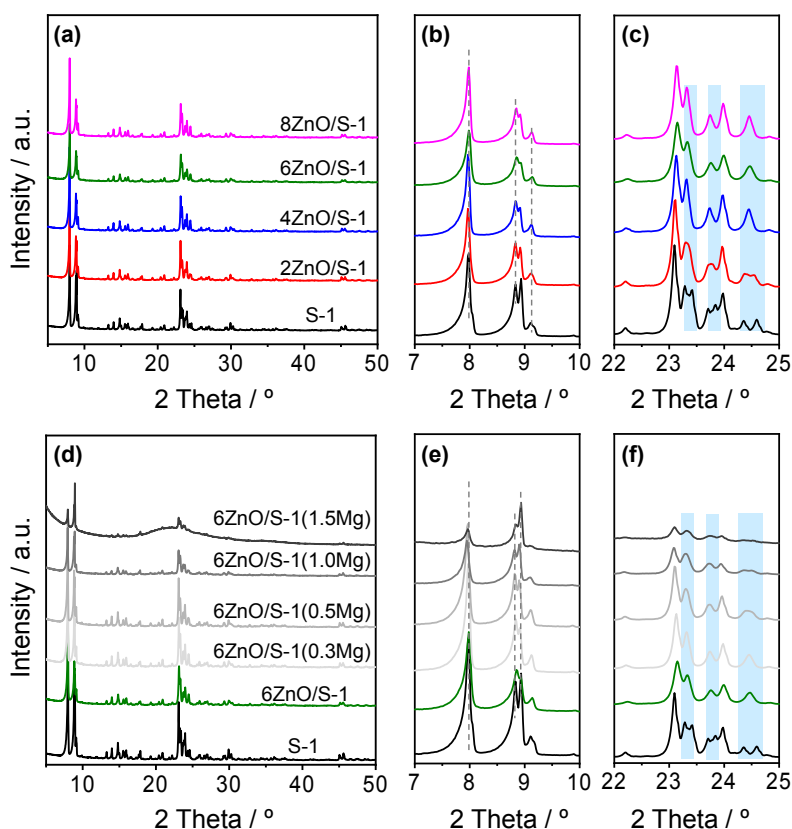 (a)
8ZnO/S-1
6ZnO/S-1
4ZnO/S-1
2ZnO/S-1
S-1
Intensity / a.u.
10 20 30 40 50
2 Theta / º
(b)
7 8 9 10
2 Theta / º
(c)
22 23 24 25
2 Theta / º
(d)
6ZnO/S-1(1.5Mg)
6ZnO/S-1(1.0Mg)
6ZnO/S-1(0.5Mg)
6ZnO/S-1(0.3Mg)
6ZnO/S-1
S-1
Intensity / a.u.
10 20 30 40 50
2 Theta / º
(e)
7 8 9 10
2 Theta / º
(f)
22 23 24 25
2 Theta / º